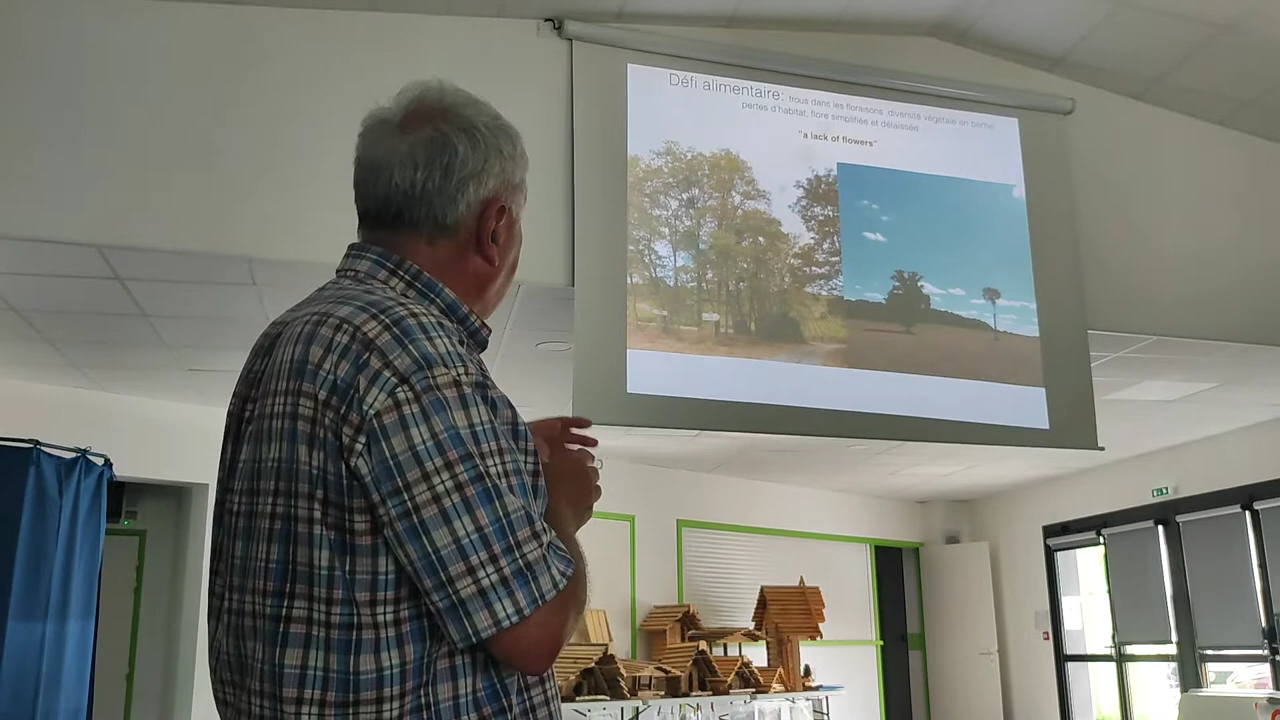 Défi alimentaire: trous dans les floraisons, diversité végétale en berne,
pertes d'habitat, flore simplifiée et délaissée
"a lack of flowers"